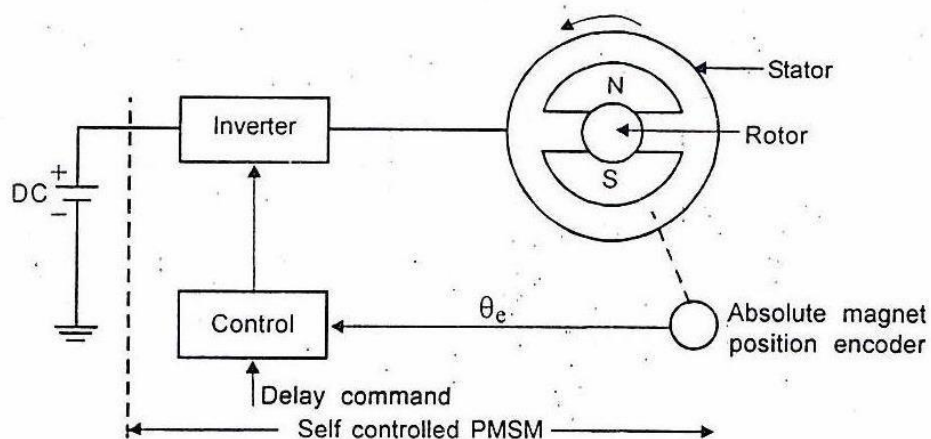 N
Stator
Inverter
Rotor
+
DC
S
−
θe
Control
Absolute magnet
position encoder
Delay command
Self controlled PMSM